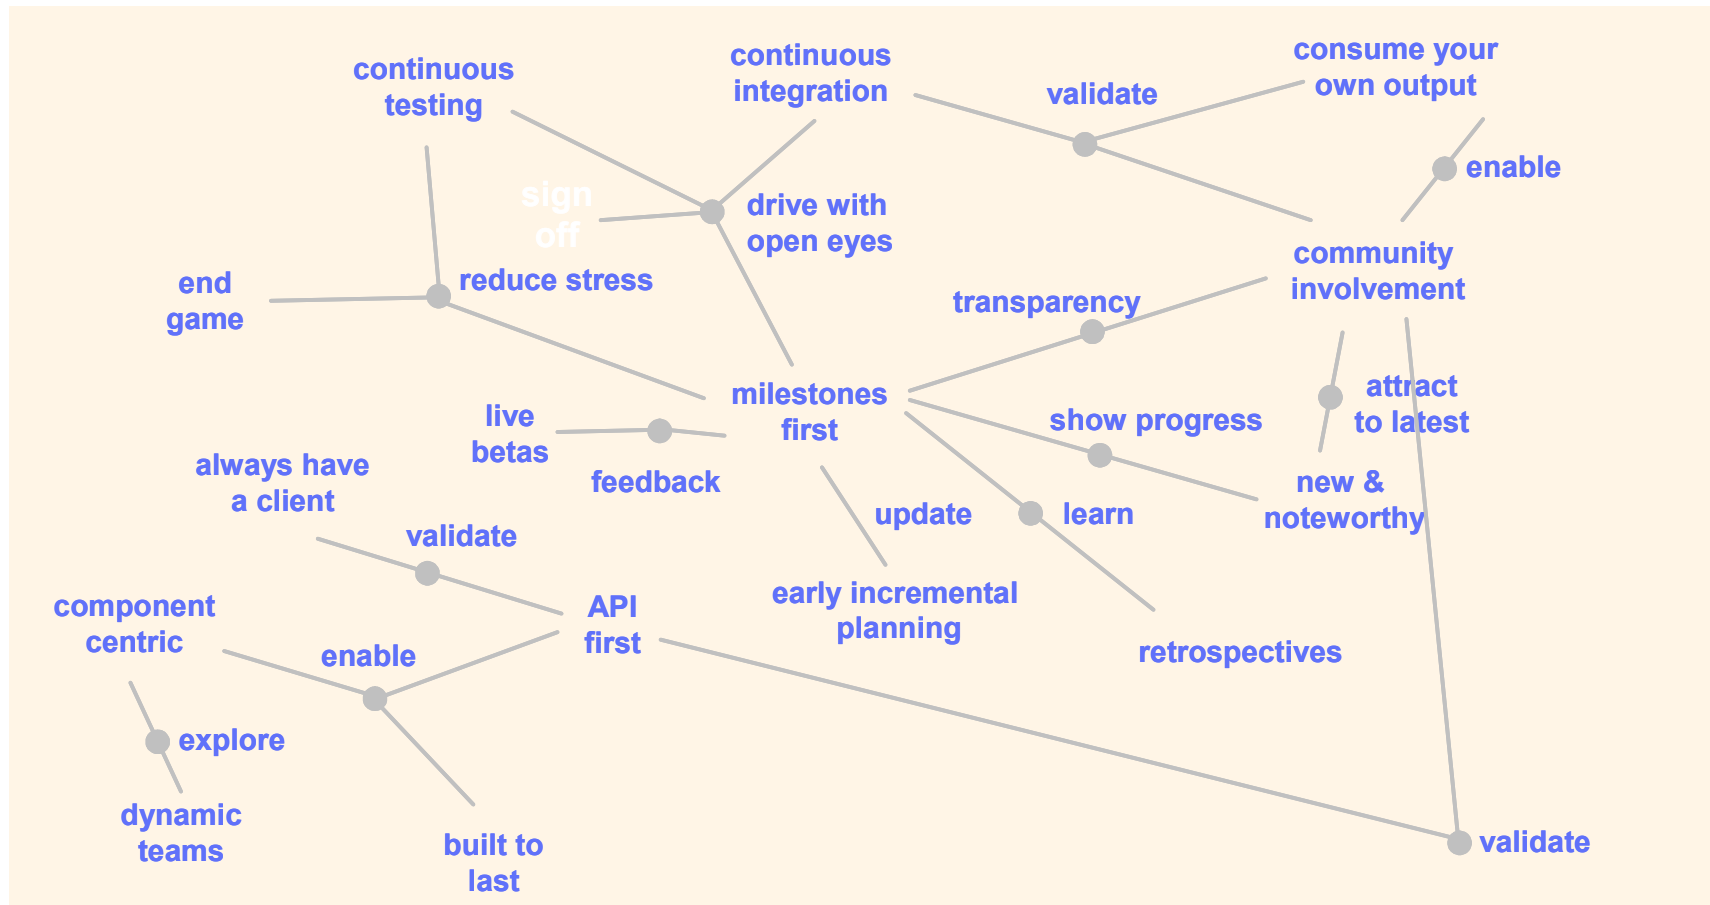 continuous
testing
continuous
integration
validate
consume your
own output
enable
sign
off
drive with
open eyes
end
game
reduce stress
community
involvement
transparency
milestones
first
live
betas
feedback
show progress
attract
to latest
always have
a client
new &
noteworthy
update
learn
validate
early incremental
planning
component
centric
API
first
enable
retrospectives
explore
dynamic
teams
built to
last
validate